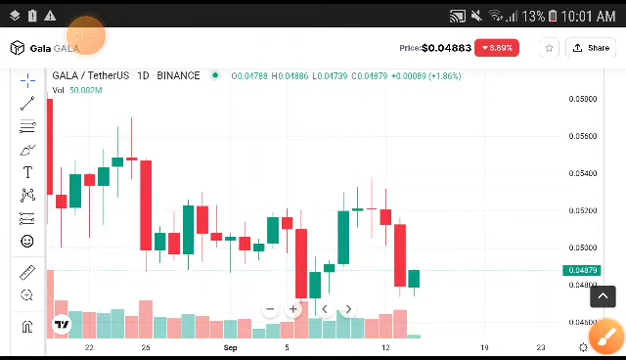 13% 10:01 AM
Gala GALA Price:$0.04883 ▼3.89% Share
GALA / TetherUS · 1D · BINANCE O0.04788 H0.04886 L0.04739 C0.04879 +0.00089 (+1.86%)
Vol 50.082M
0.05800
0.05600
0.05400
0.05200
0.05000
0.04879
0.04800
0.04600
22 26 Sep 5 12 19 23